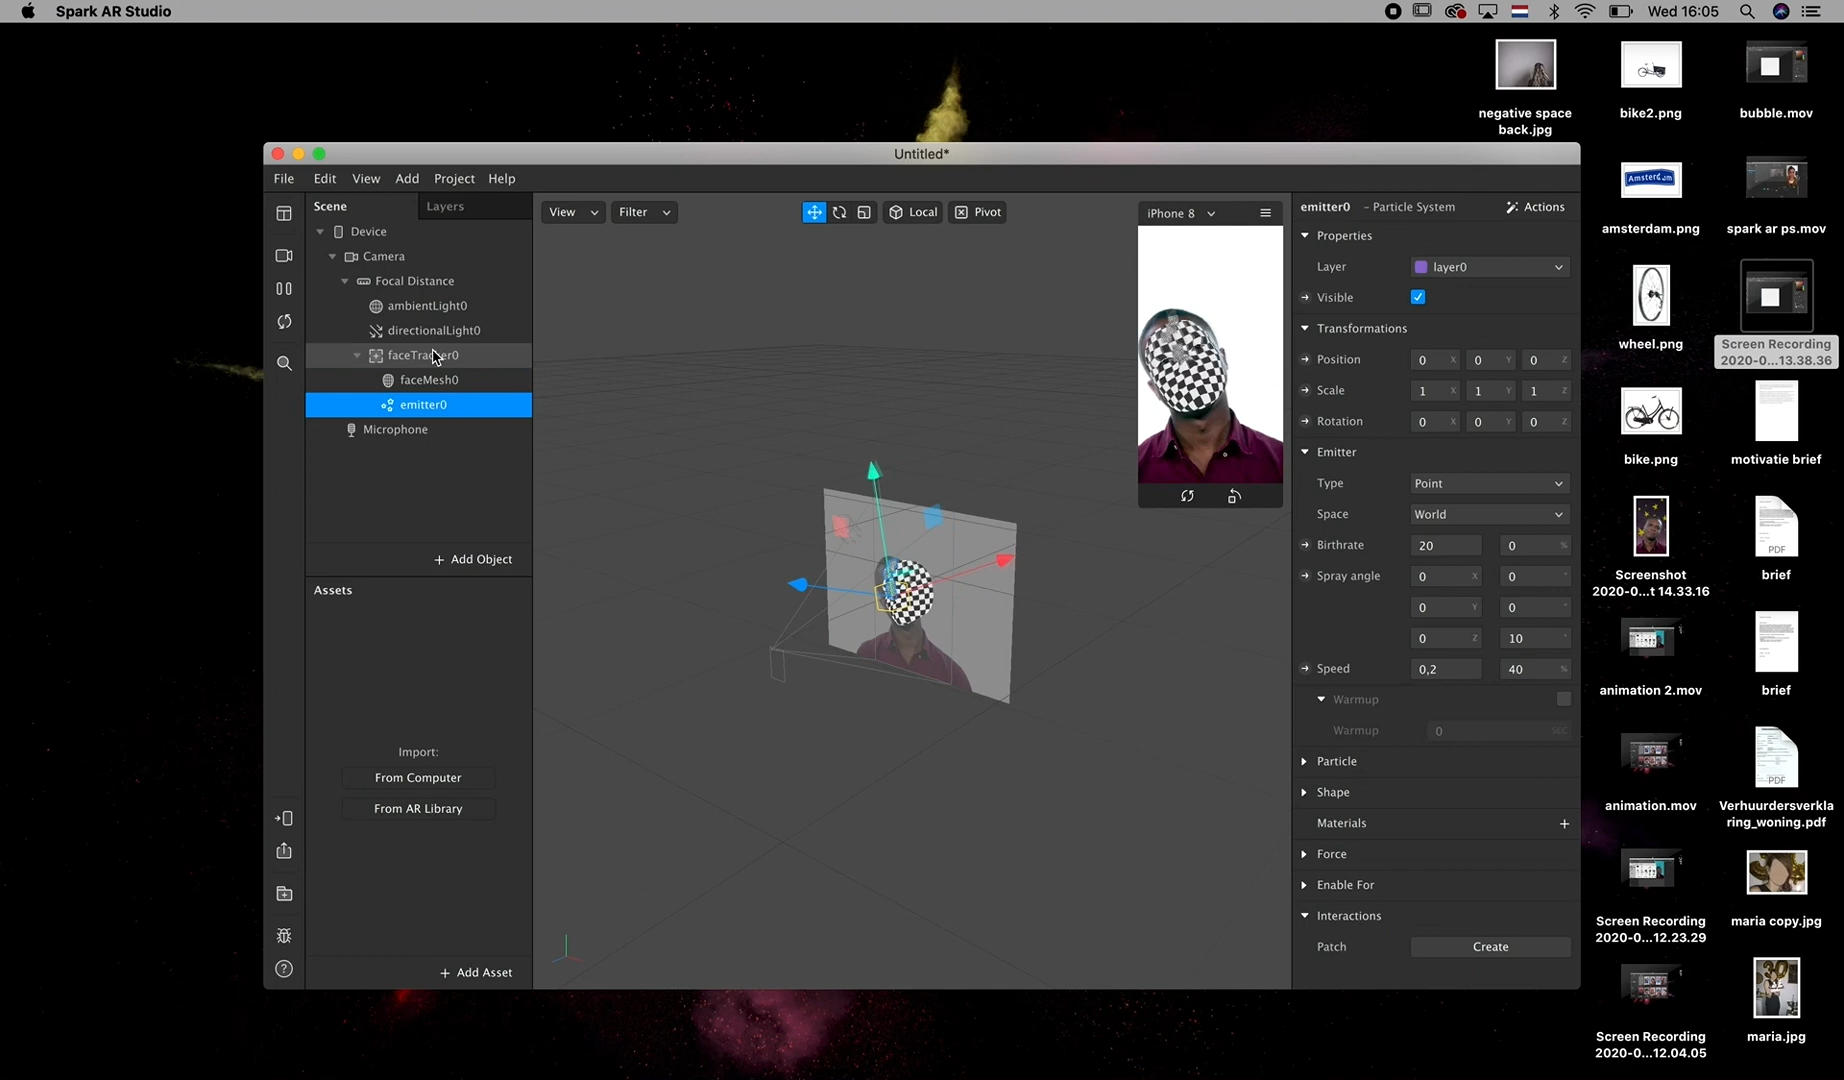 Spark AR Studio
Wed 16:05
negative space
back.jpg
bike2.png
bubble.mov
Untitled*
File Edit View Add Project Help
Scene
Layers
View
Filter
Local
Pivot
iPhone 8
emitter0 – Particle System
Actions
Device
Camera
Focal Distance
ambientLight0
directionalLight0
faceTracker0
faceMesh0
emitter0
Microphone
+ Add Object
Assets
Import:
From Computer
From AR Library
+ Add Asset
Properties
Layer layer0
Visible
Transformations
Position 0 X 0 Y 0 Z
Scale 1 X 1 Y 1 Z
Rotation 0 X 0 Y 0 Z
Emitter
Type Point
Space World
Birthrate 20 0 %
Spray angle 0 X 0 °
0 Y 0 °
0 Z 10 °
Speed 0,2 40 %
Warmup
Warmup 0 SEC
Particle
Shape
Materials +
Force
Enable For
Interactions
Patch Create
Amsterdam
amsterdam.png
spark ar ps.mov
wheel.png
Screen Recording
2020-0...13.38.36
bike.png
motivatie brief
PDF
Screenshot
2020-0...t 14.33.16
brief
animation 2.mov
brief
PDF
animation.mov
Verhuurdersverkla
ring_woning.pdf
Screen Recording
2020-0...12.23.29
maria copy.jpg
Screen Recording
2020-0...12.04.05
maria.jpg